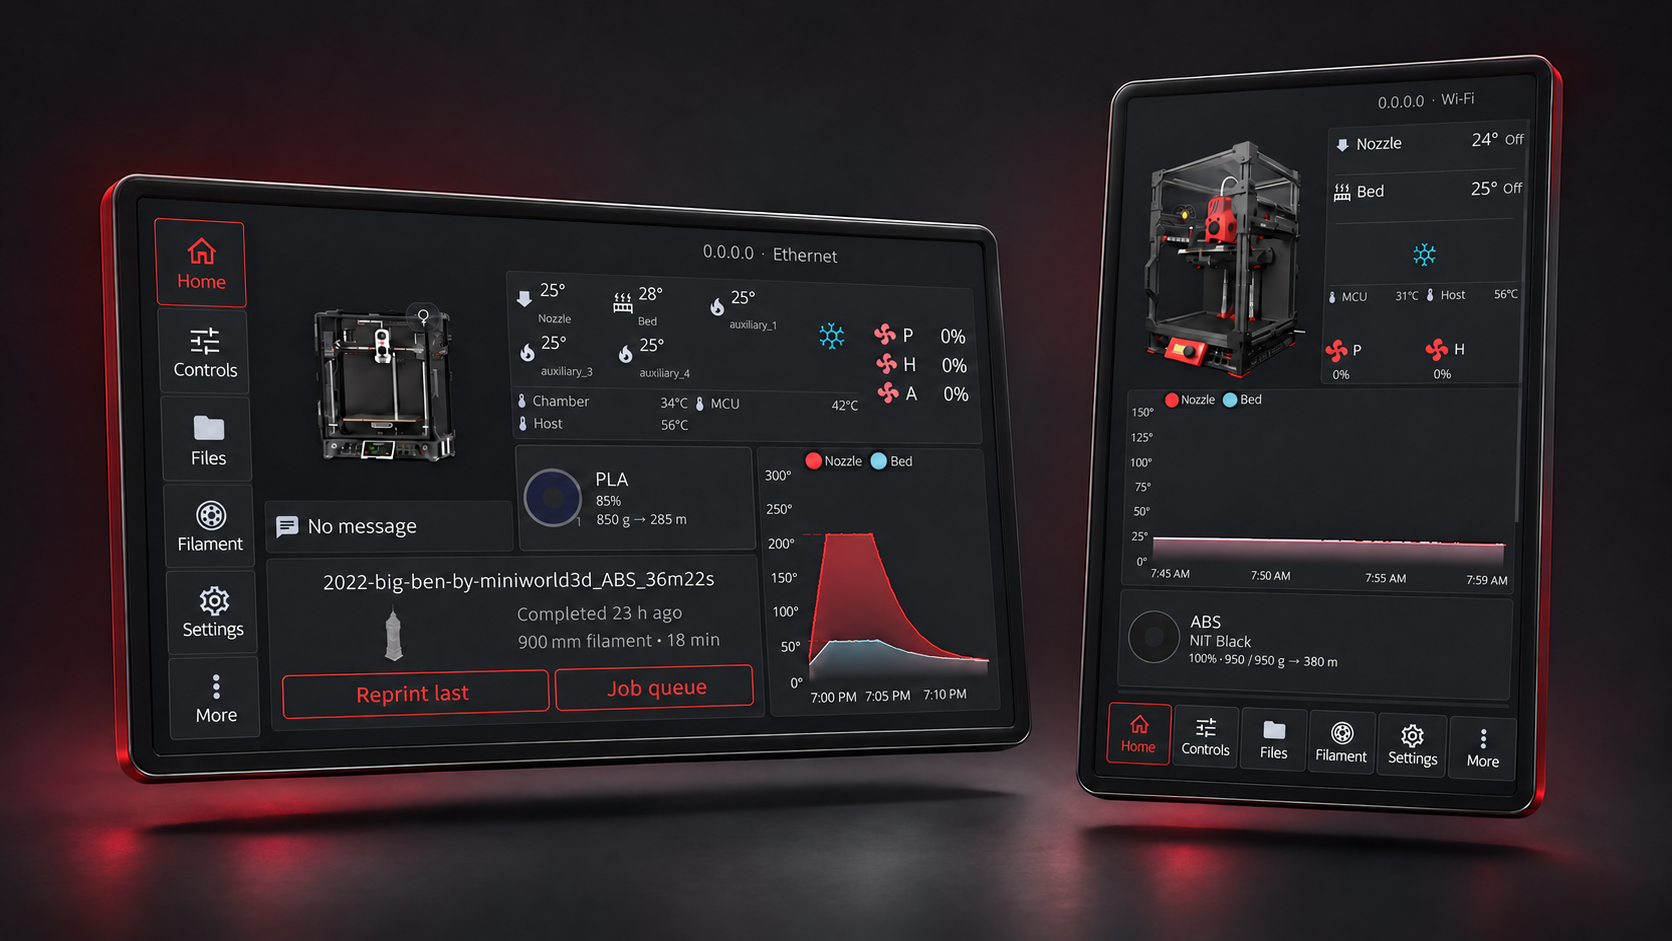 0.0.0.0 · Ethernet
Home
Controls
Files
Filament
Settings
More
25°
Nozzle
28°
Bed
25°
auxiliary_1
25°
auxiliary_3
25°
auxiliary_4
P 0%
H 0%
A 0%
Chamber 34°C
MCU 42°C
Host 56°C
No message
PLA
85%
850 g → 285 m
1
2022-big-ben-by-miniworld3d_ABS_36m22s
Completed 23 h ago
900 mm filament • 18 min
Reprint last
Job queue
Nozzle Bed
300°
250°
200°
150°
100°
50°
0°
7:00 PM 7:05 PM 7:10 PM
0.0.0.0 · Wi-Fi
Nozzle 24° Off
Bed 25° Off
MCU 31°C Host 56°C
P H
0% 0%
Nozzle Bed
150°
125°
100°
75°
50°
25°
0°
7:45 AM 7:50 AM 7:55 AM 7:59 AM
ABS
NIT Black
100% · 950 / 950 g → 380 m
Home
Controls
Files
Filament
Settings
More